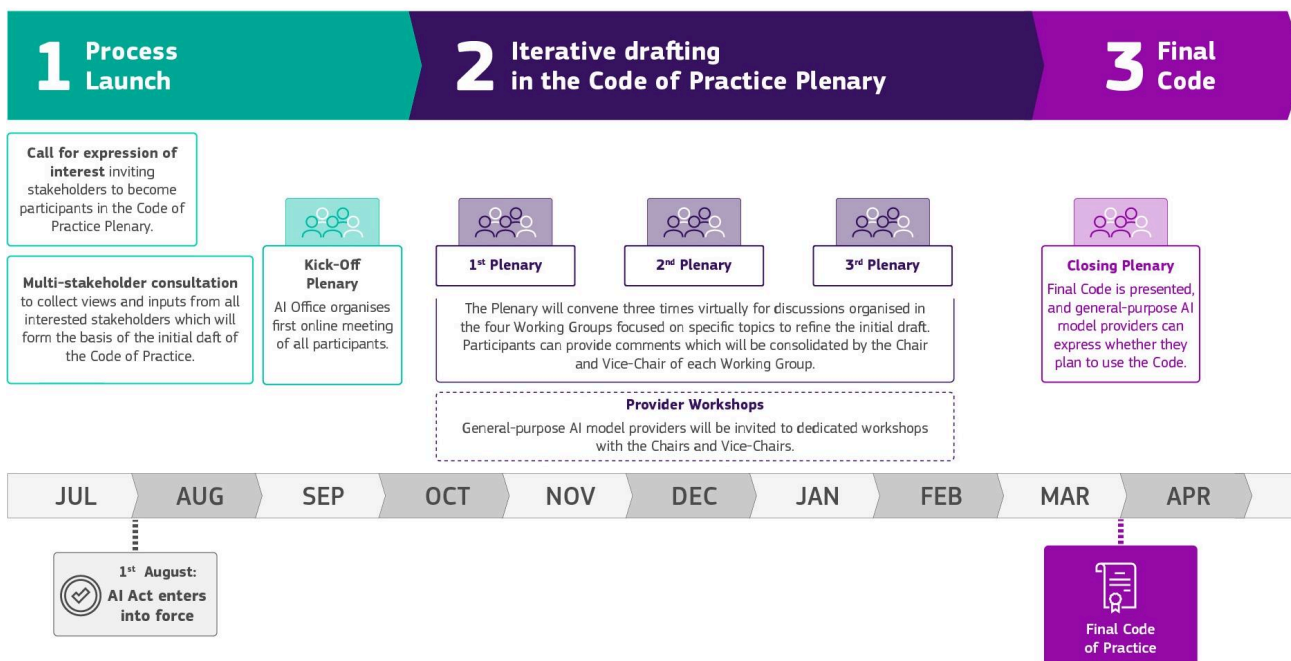 1 Process
Launch
2 Iterative drafting
in the Code of Practice Plenary
3 Final
Code
Call for expression of
interest inviting
stakeholders to become
participants in the Code of
Practice Plenary.
Multi-stakeholder consultation
to collect views and inputs from all
interested stakeholders which will
form the basis of the initial daft of
the Code of Practice.
Kick-Off
Plenary
AI Office organises
first online meeting
of all participants.
1st Plenary
2nd Plenary
3rd Plenary
The Plenary will convene three times virtually for discussions organised in
the four Working Groups focused on specific topics to refine the initial draft.
Participants can provide comments which will be consolidated by the Chair
and Vice-Chair of each Working Group.
Provider Workshops
General-purpose AI model providers will be invited to dedicated workshops
with the Chairs and Vice-Chairs.
Closing Plenary
Final Code is presented,
and general-purpose AI
model providers can
express whether they
plan to use the Code.
JUL AUG SEP OCT NOV DEC JAN FEB MAR APR
1st August:
AI Act enters
into force
Final Code
of Practice